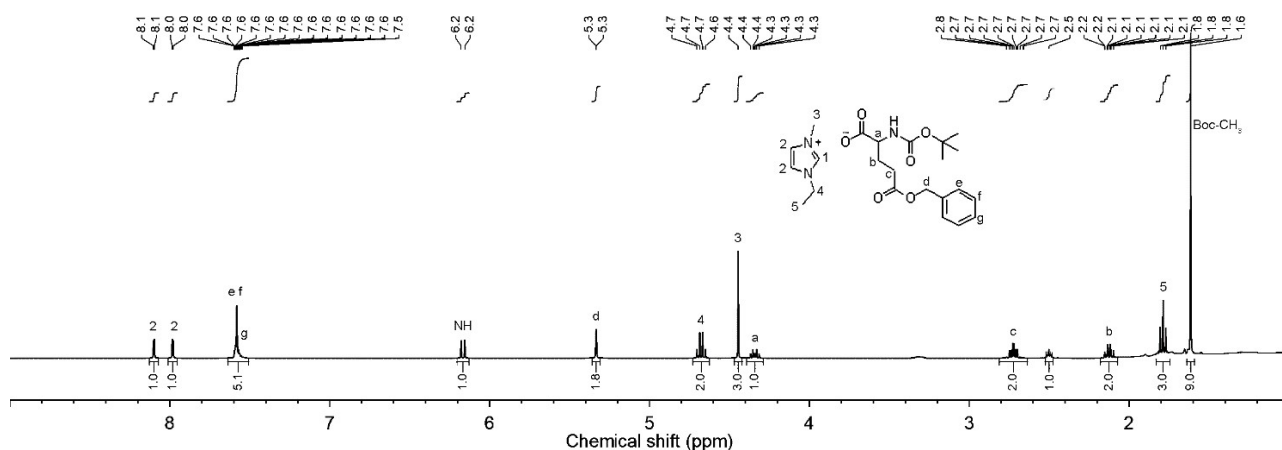 8.1 8.1 8.0 8.0 7.6 7.6 7.6 7.6 7.6 7.6 7.6 7.6 7.6 7.6 7.6 7.6 7.6 7.5 6.2 6.2 5.3 5.3 4.7 4.7 4.7 4.6 4.4 4.4 4.4 4.3 4.3 4.3 4.3 2.8 2.7 2.7 2.7 2.7 2.7 2.7 2.7 2.5 2.2 2.2 2.1 2.1 2.1 2.1 2.1 1.8 1.8 1.8 1.6
Boc-CH3
3
2
N
+
1
2
N
4
5
O
O-
a
H
N
O
O
b
c
O
O
d
e
f
g
2
2
e f
g
NH
d
4
3
a
c
b
5
1.0 1.0 5.1 1.0 1.8 2.0 3.0 1.0 2.0 1.0 2.0 3.0 9.0
8 7 6 5 4 3 2
Chemical shift (ppm)